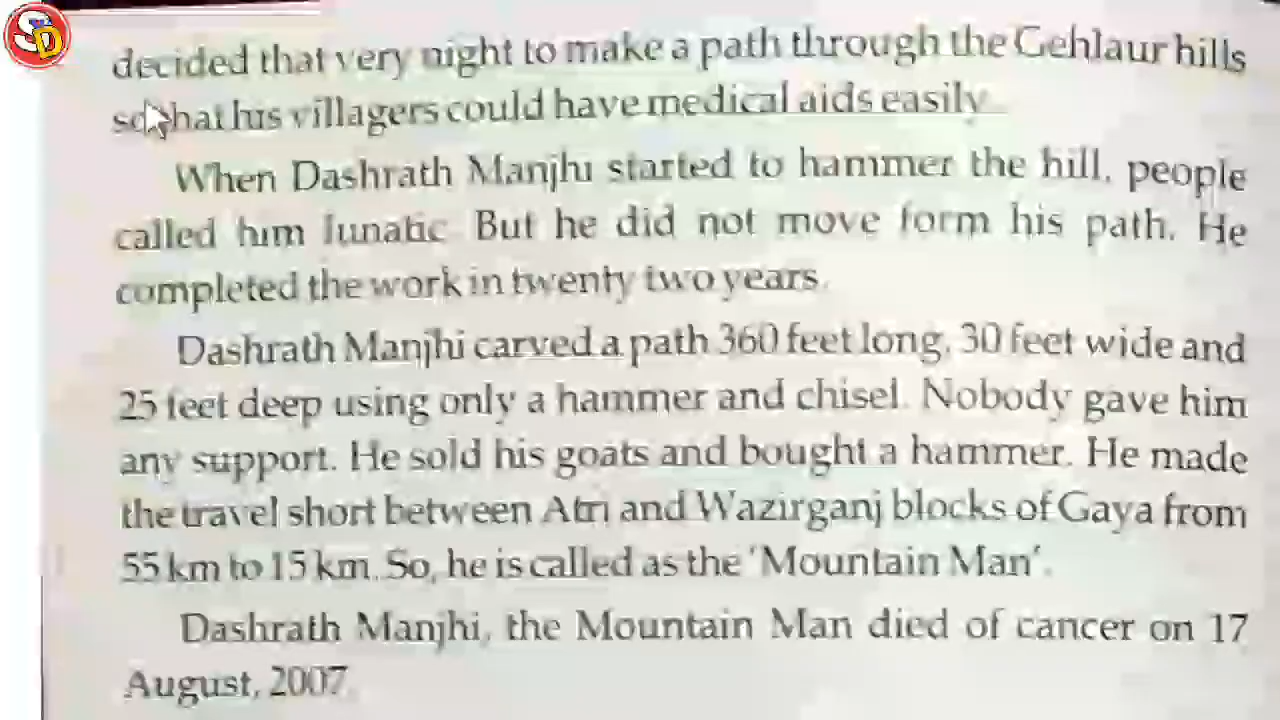 SD
decided that very night to make a path through the Gehlaur hills
so that his villagers could have medical aids easily.
When Dashrath Manjhi started to hammer the hill, people
called him lunatic. But he did not move form his path. He
completed the work in twenty two years.
Dashrath Manjhi carved a path 360 feet long, 30 feet wide and
25 feet deep using only a hammer and chisel. Nobody gave him
any support. He sold his goats and bought a hammer. He made
the travel short between Atri and Wazirganj blocks of Gaya from
55 km to 15 km. So, he is called as the 'Mountain Man'.
Dashrath Manjhi, the Mountain Man died of cancer on 17
August, 2007.